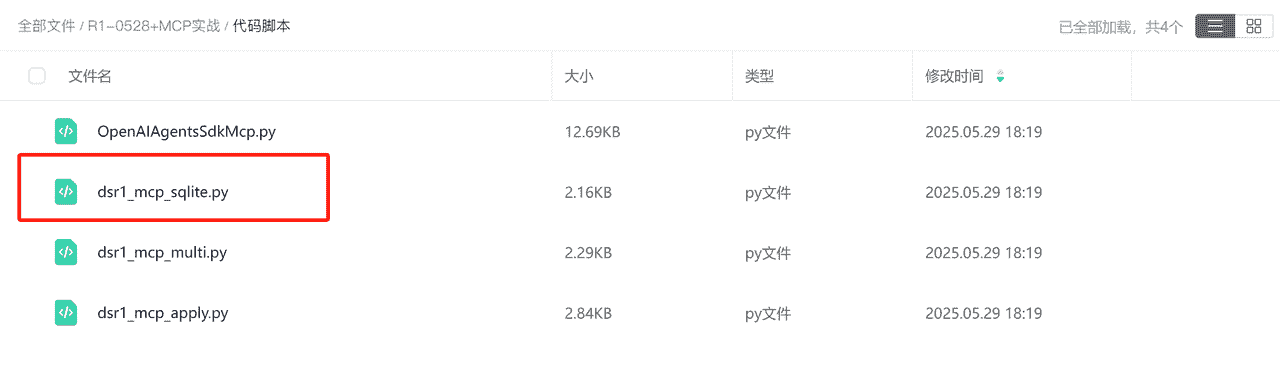 全部文件 / R1-0528+MCP实战 / 代码脚本 已全部加载，共4个
文件名 大小 类型 修改时间
OpenAIAgentsSdkMcp.py 12.69KB py文件 2025.05.29 18:19
dsr1_mcp_sqlite.py 2.16KB py文件 2025.05.29 18:19
dsr1_mcp_multi.py 2.29KB py文件 2025.05.29 18:19
dsr1_mcp_apply.py 2.84KB py文件 2025.05.29 18:19